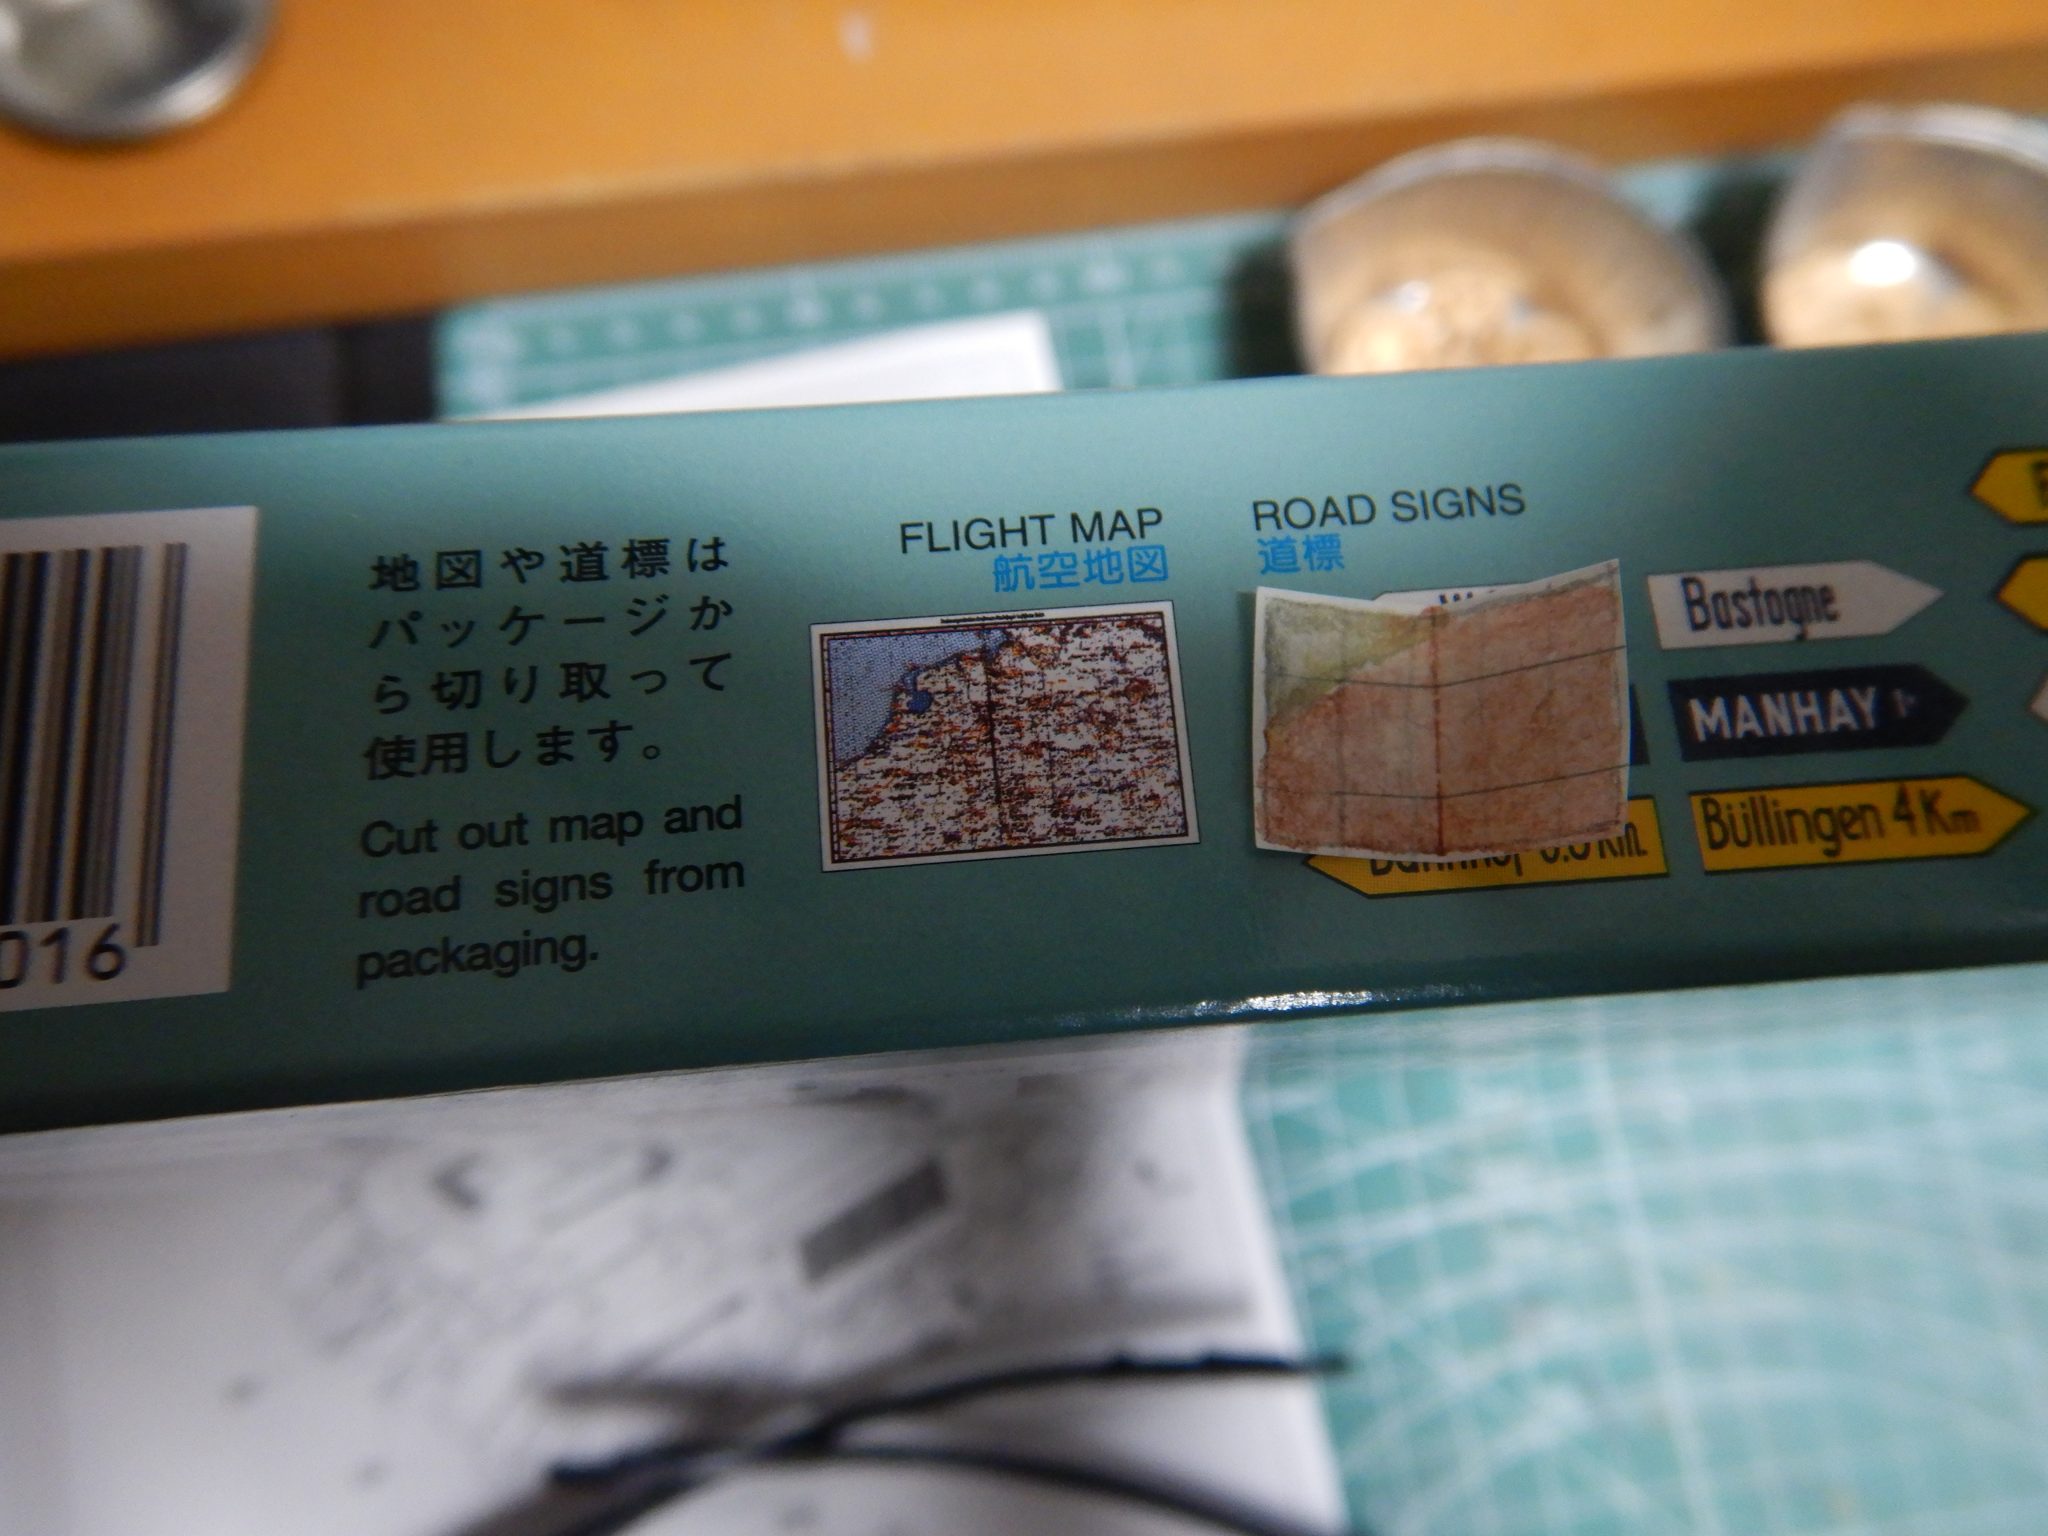 016
地図や道標は
パッケージか
ら切り取って
使用します。
Cut out map and
road signs from
packaging.
FLIGHT MAP
航空地図
ROAD SIGNS
道標
Bastogne
MANHAY
Büllingen 4 Km